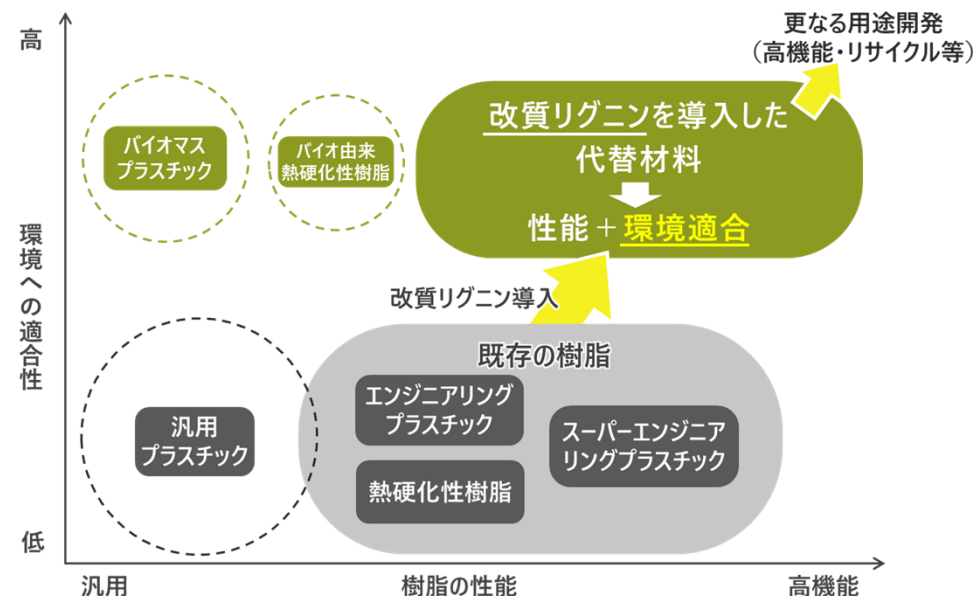 高
更なる用途開発
（高機能・リサイクル等）
改質リグニンを導入した
代替材料
性能＋環境適合
バイオマス
プラスチック
バイオ由来
熱硬化性樹脂
環境への適合性
改質リグニン導入
既存の樹脂
エンジニアリング
プラスチック
熱硬化性樹脂
スーパーエンジニア
リングプラスチック
汎用
プラスチック
低
汎用
樹脂の性能
高機能